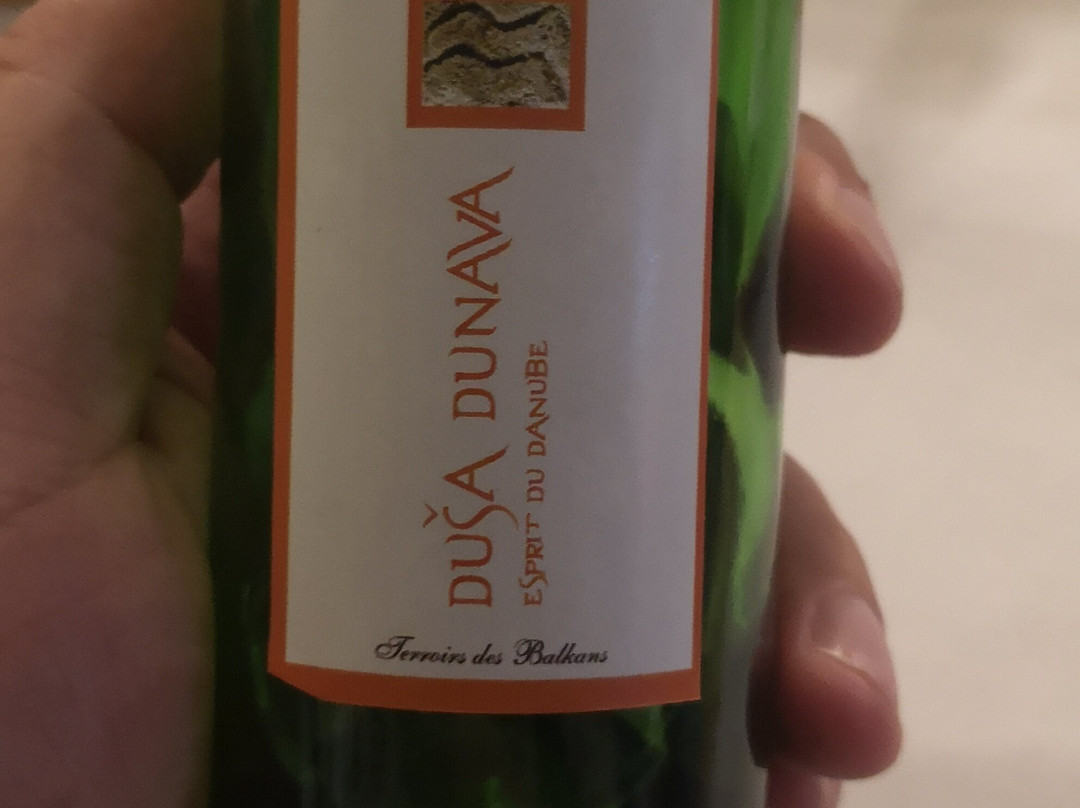 DUŠA DUNAVA
ESPRIT DU DANUBE
Terroirs des Balkans